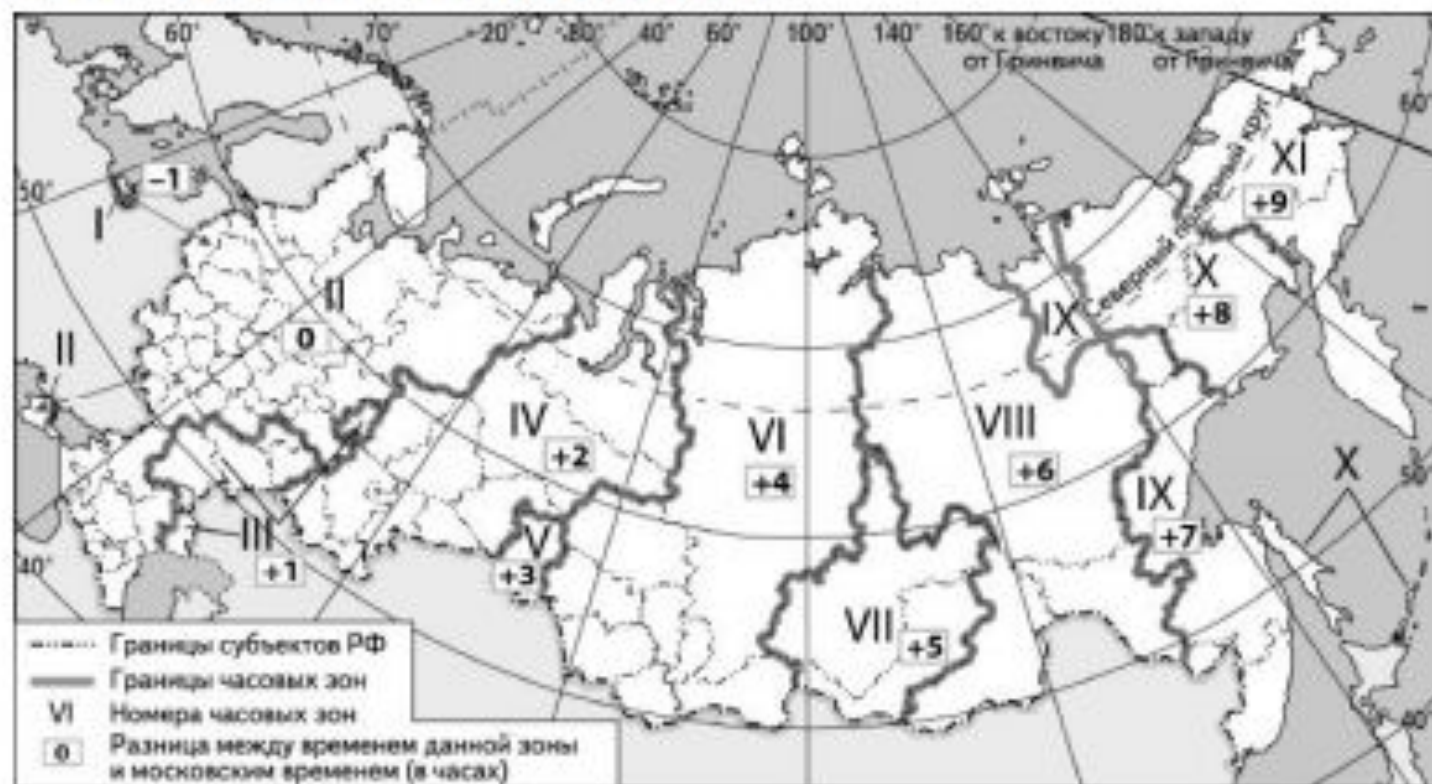 60° 70° 20° 80° 40° 60° 100° 140° 160° к востоку 180° к западу
от Гринвича от Гринвича
60°
50°
–1
I
II
0
II
III
+1
40°
IV
+2
V
+3
VI
+4
VII
+5
VIII
+6
IX
IX
+7
X
+8
XI
+9
Северный полярный круг
X
50°
40°
Границы субъектов РФ
Границы часовых зон
VI Номера часовых зон
0 Разница между временем данной зоны
и московским временем (в часах)